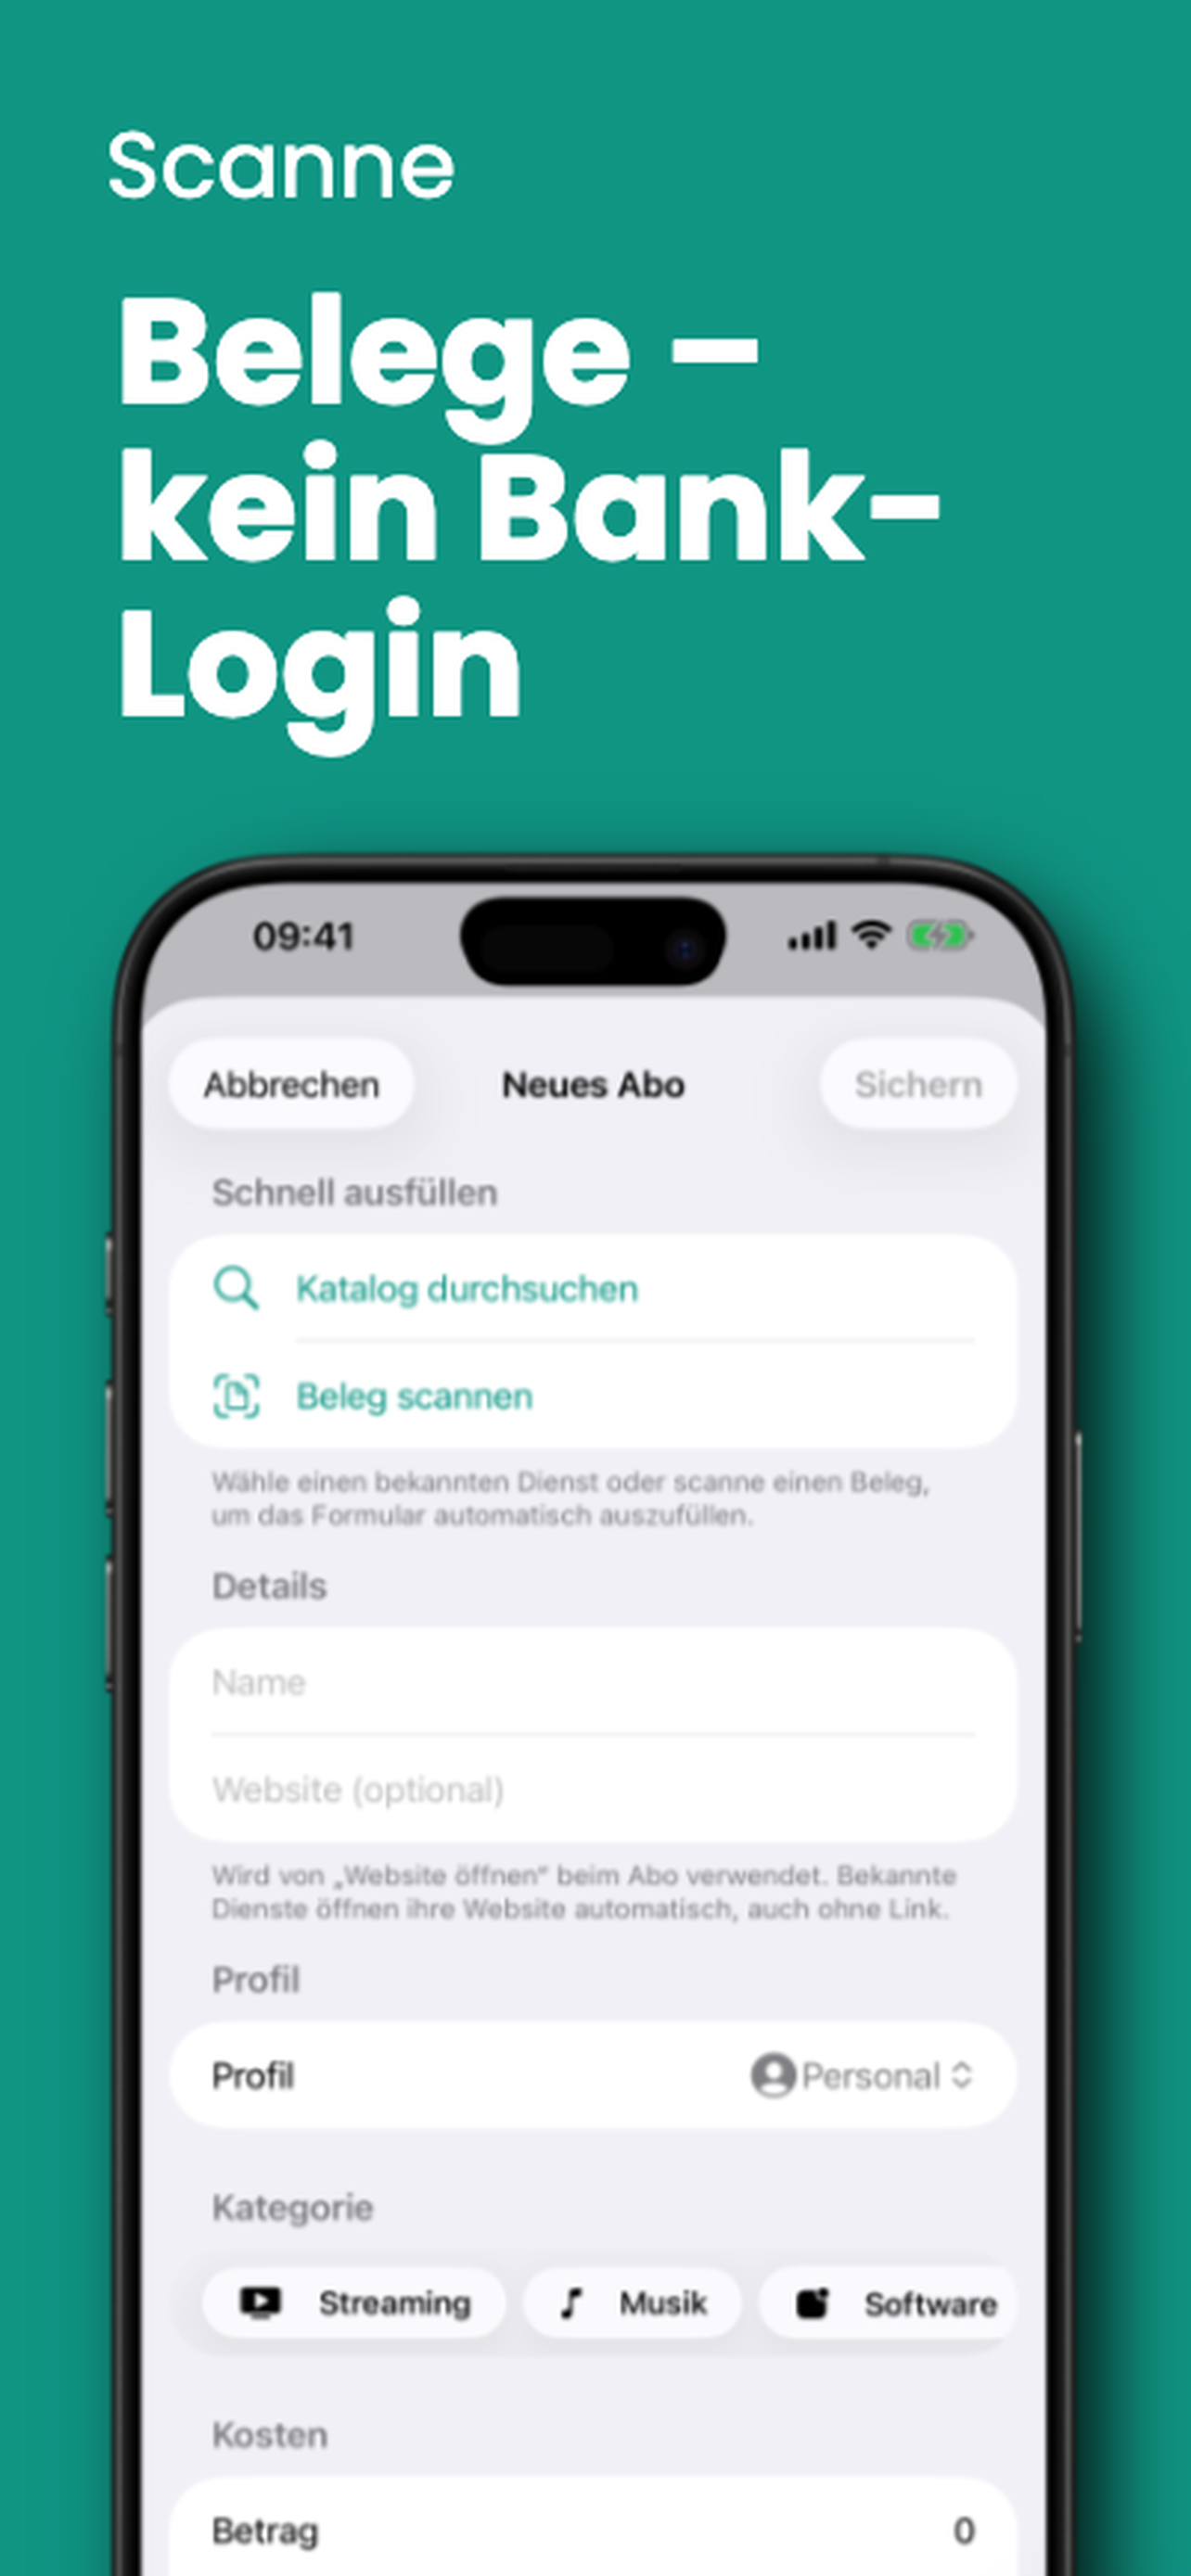 Scanne
Belege –
kein Bank-
Login
09:41
Abbrechen
Neues Abo
Sichern
Schnell ausfüllen
Katalog durchsuchen
Beleg scannen
Wähle einen bekannten Dienst oder scanne einen Beleg,
um das Formular automatisch auszufüllen.
Details
Name
Website (optional)
Wird von „Website öffnen“ beim Abo verwendet. Bekannte
Dienste öffnen ihre Website automatisch, auch ohne Link.
Profil
Profil
Personal
Kategorie
Streaming
Musik
Software
Kosten
Betrag
0